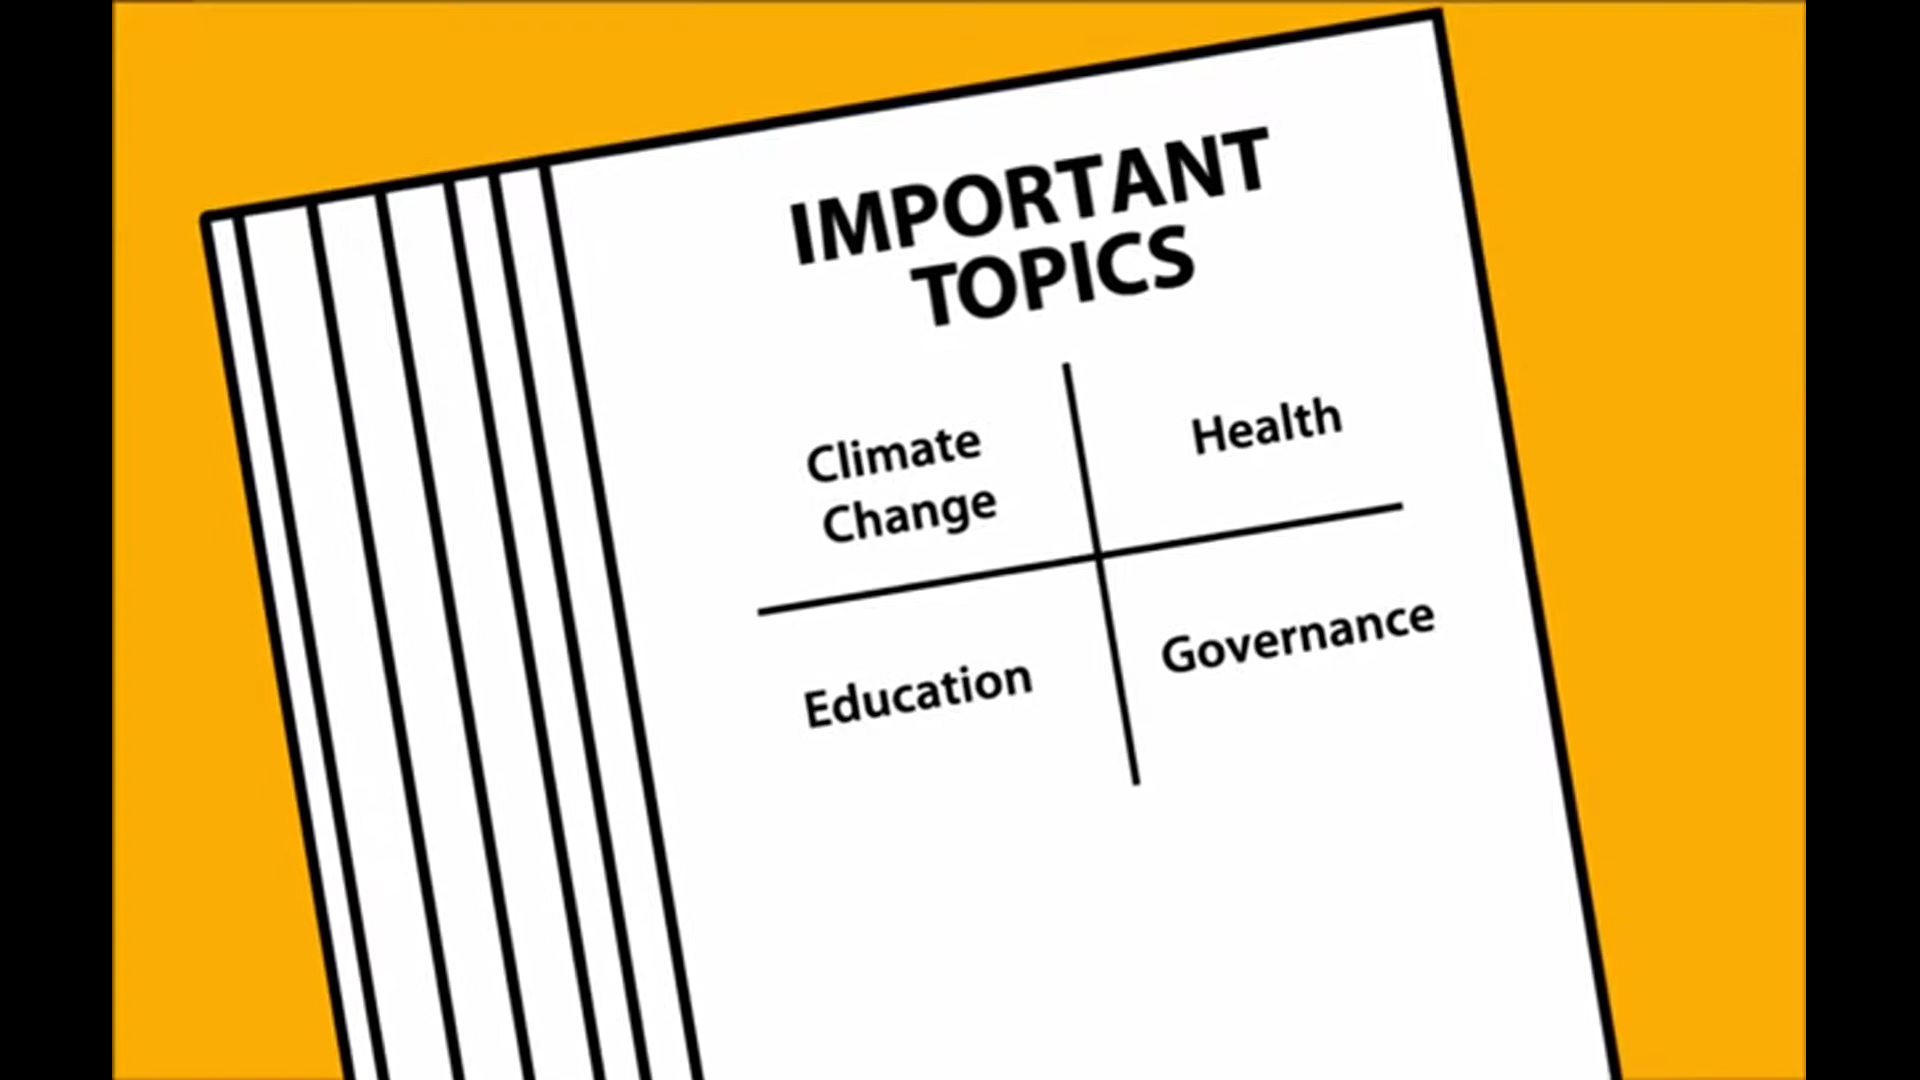 IMPORTANT
TOPICS
Climate
Change
Health
Education
Governance